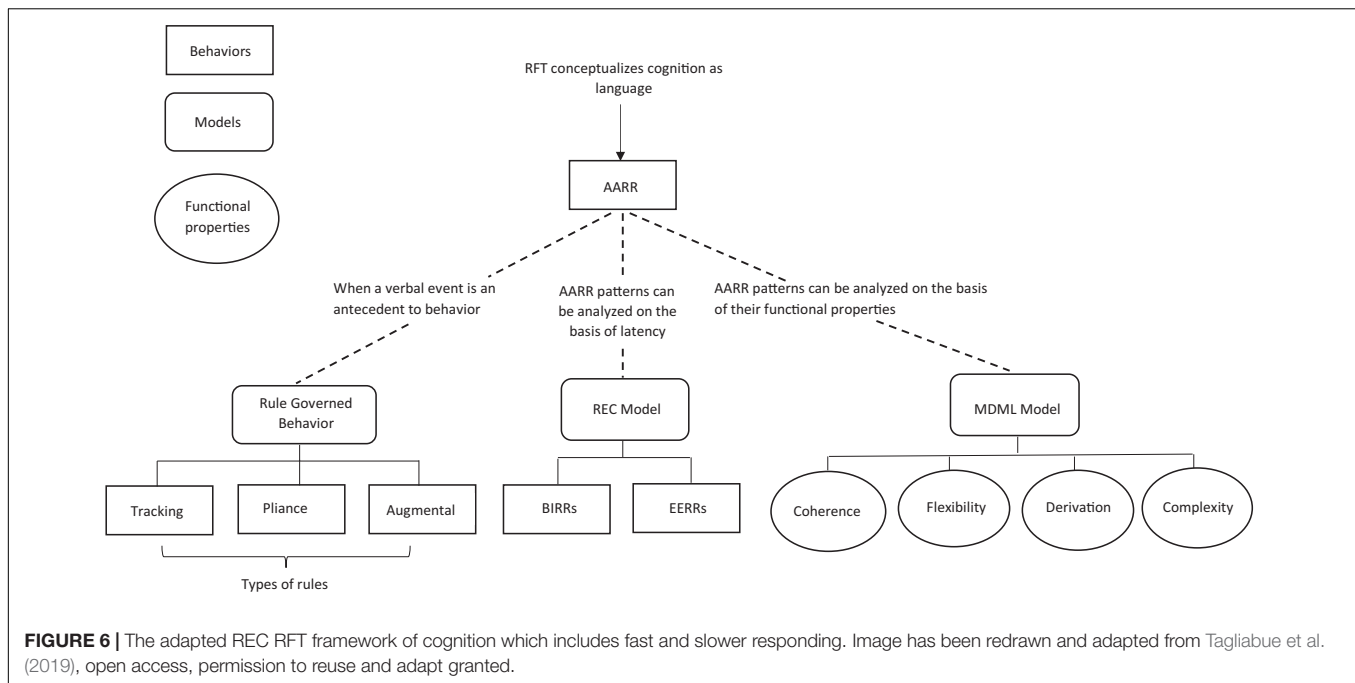 Behaviors
Models
Functional
properties
RFT conceptualizes cognition as
language
AARR
When a verbal event is an
antecedent to behavior
AARR patterns can
be analyzed on the
basis of latency
AARR patterns can be analyzed on the basis
of their functional properties
Rule Governed
Behavior
REC Model
MDML Model
Tracking
Pliance
Augmental
BIRRs
EERRs
Coherence
Flexibility
Derivation
Complexity
Types of rules
FIGURE 6 | The adapted REC RFT framework of cognition which includes fast and slower responding. Image has been redrawn and adapted from Tagliabue et al.
(2019), open access, permission to reuse and adapt granted.